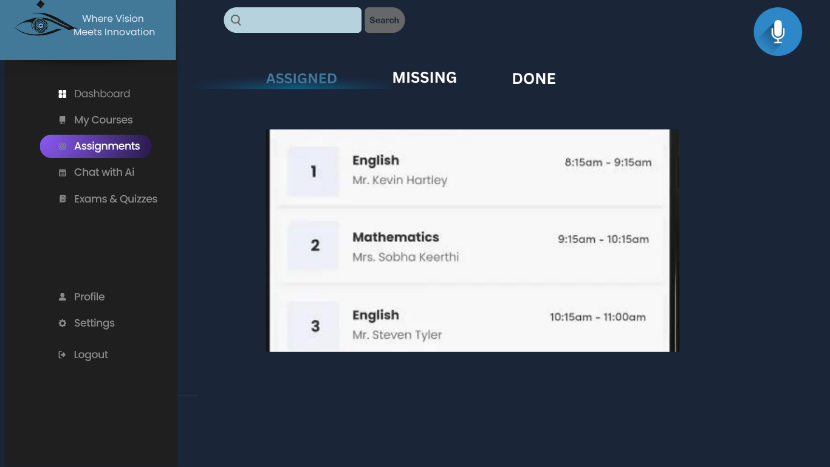 Where Vision
Meets Innovation
Search
Dashboard
My Courses
Assignments
Chat with Ai
Exams & Quizzes
Profile
Settings
Logout
ASSIGNED MISSING DONE
1 English 8:15am - 9:15am
Mr. Kevin Hartley
2 Mathematics 9:15am - 10:15am
Mrs. Sobha Keerthi
3 English 10:15am - 11:00am
Mr. Steven Tyler